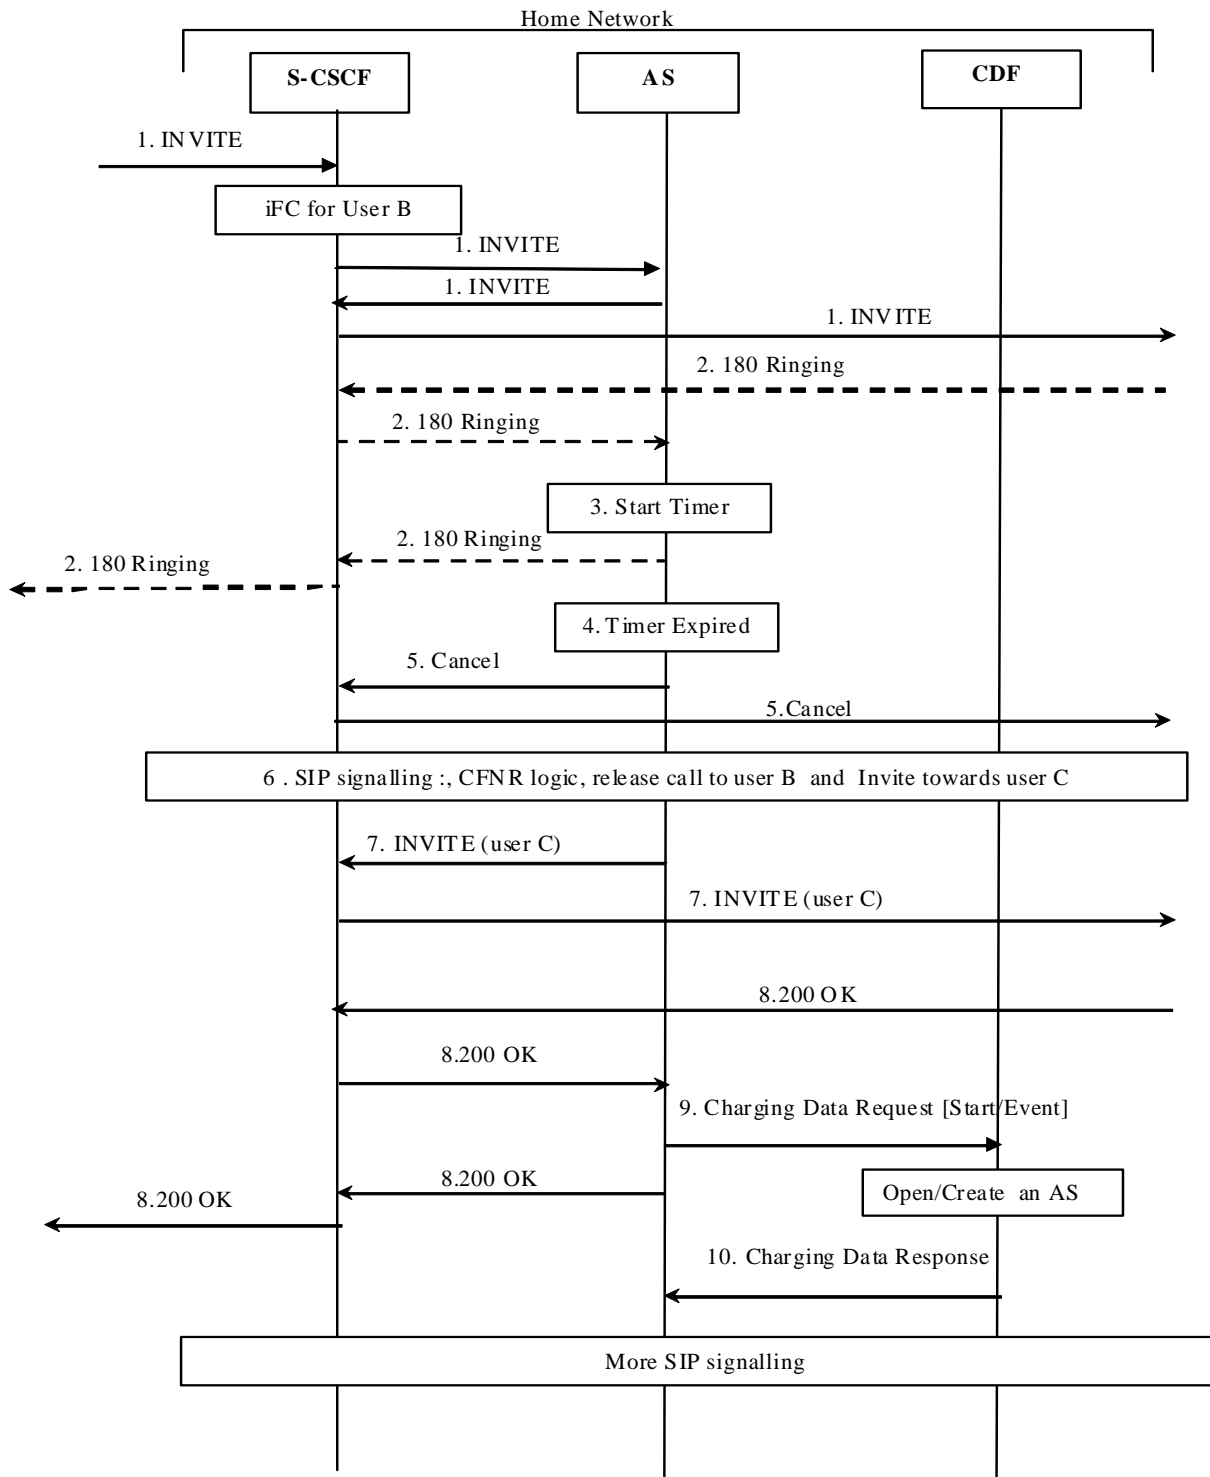 Home Network
S-CSCF
AS
CDF
1. INVITE
iFC for User B
1. INVITE
1. INVITE
1. INVITE
2. 180 Ringing
2. 180 Ringing
3. Start Timer
2. 180 Ringing
2. 180 Ringing
4. Timer Expired
5. Cancel
5.Cancel
6 . SIP signalling :, CFNR logic, release call to user B and Invite towards user C
7. INVITE (user C)
7. INVITE (user C)
8.200 OK
8.200 OK
9. Charging Data Request [Start/Event]
8.200 OK
Open/Create an AS
8.200 OK
10. Charging Data Response
More SIP signalling